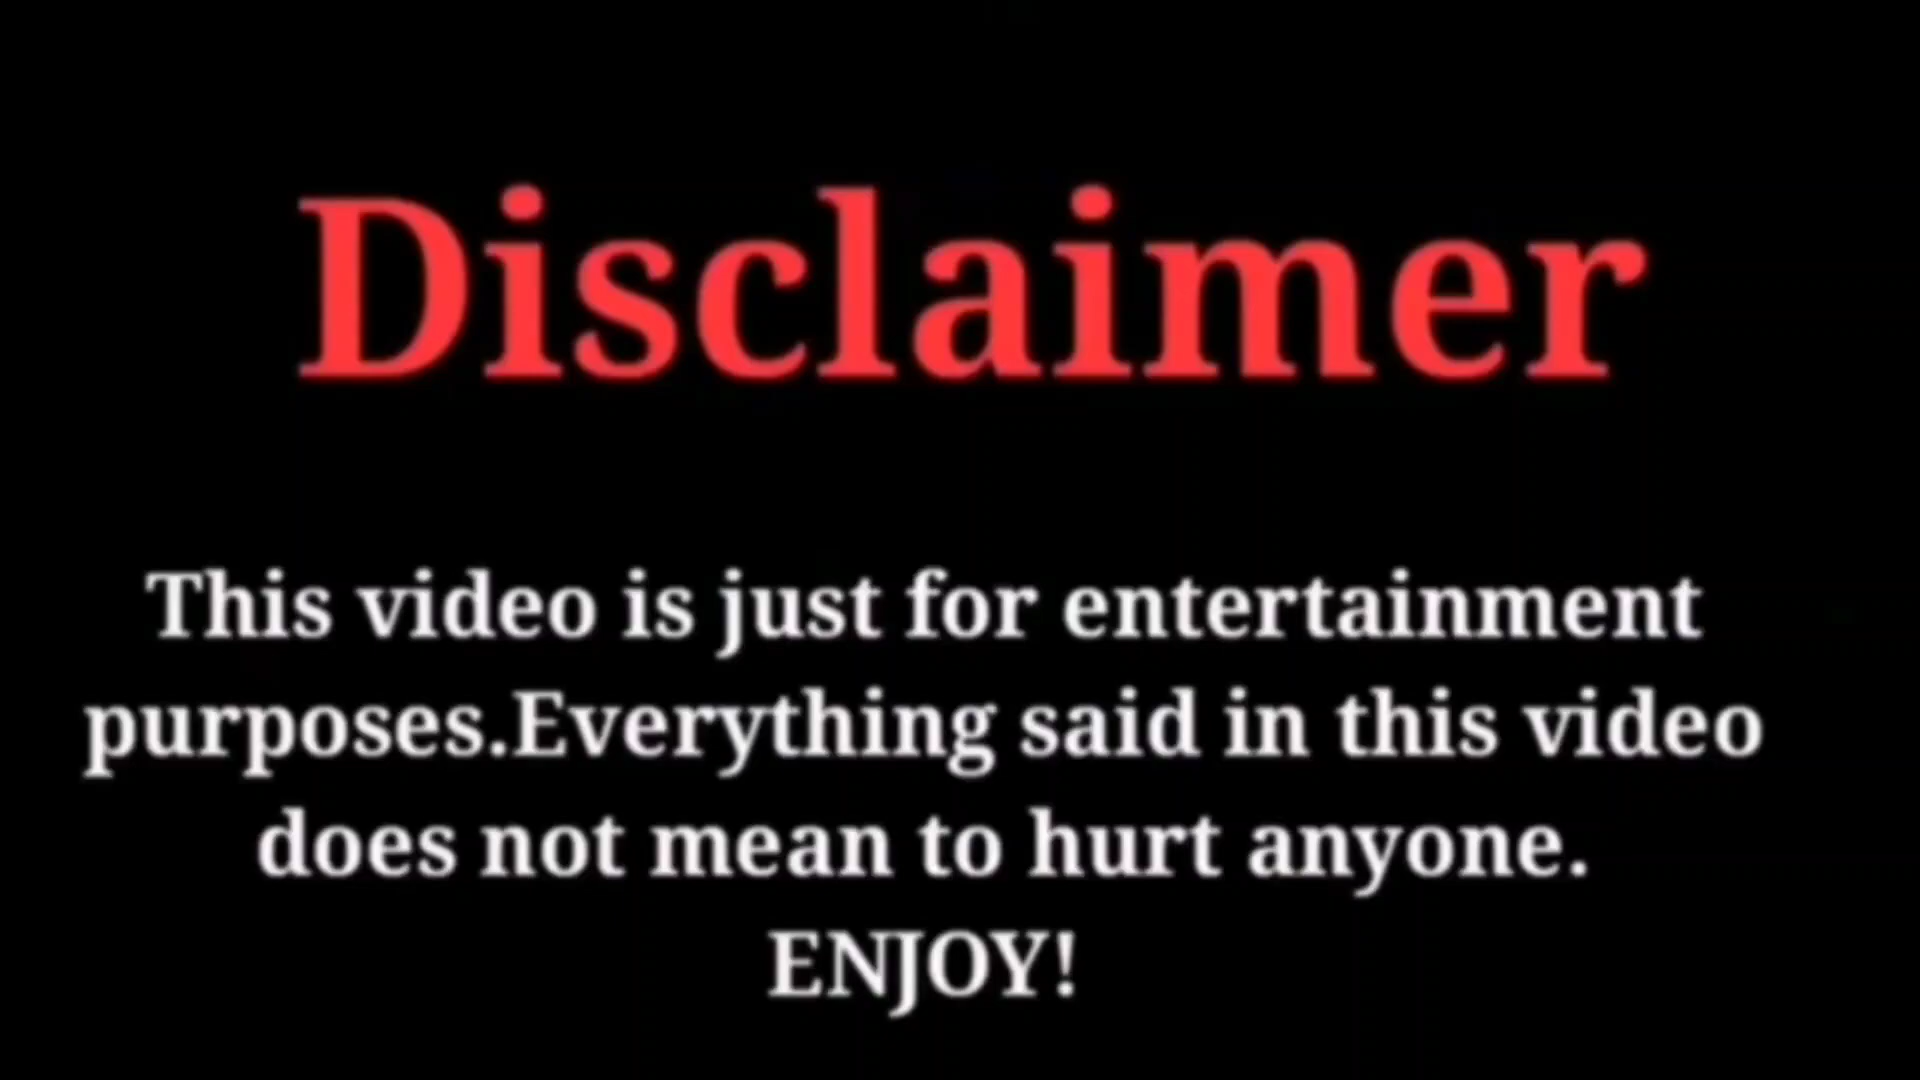 Disclaimer
This video is just for entertainment
purposes.Everything said in this video
does not mean to hurt anyone.
ENJOY!